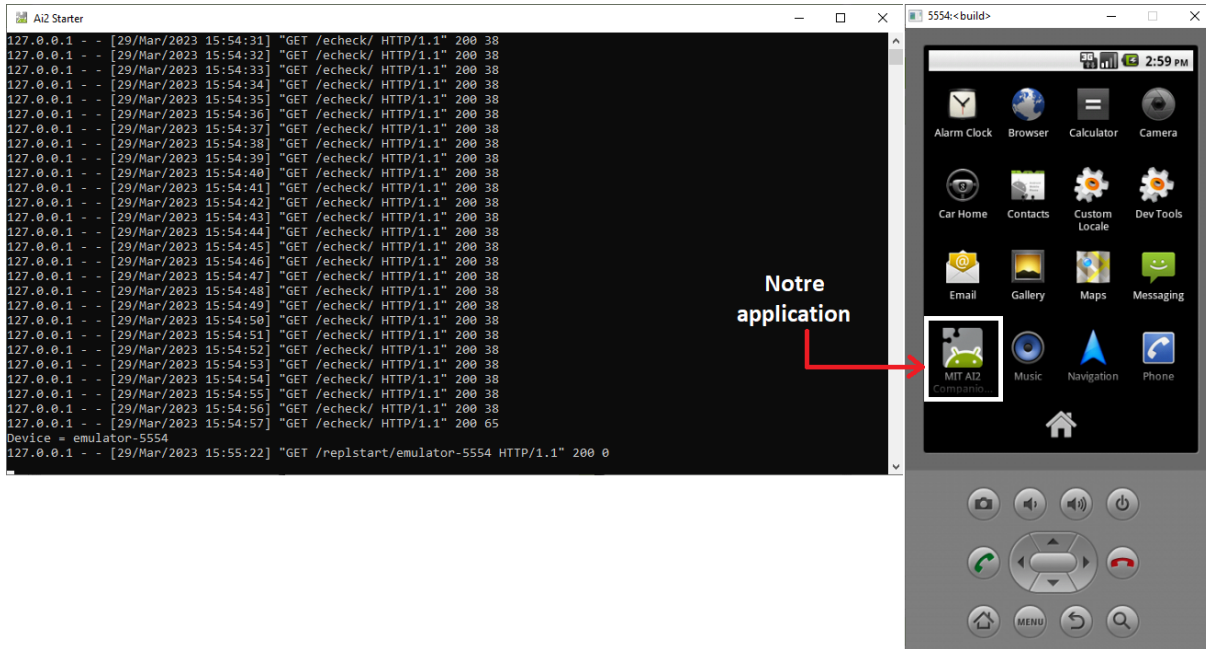 Ai2 Starter
127.0.0.1 - - [29/Mar/2023 15:54:31] "GET /echeck/ HTTP/1.1" 200 38
127.0.0.1 - - [29/Mar/2023 15:54:32] "GET /echeck/ HTTP/1.1" 200 38
127.0.0.1 - - [29/Mar/2023 15:54:33] "GET /echeck/ HTTP/1.1" 200 38
127.0.0.1 - - [29/Mar/2023 15:54:34] "GET /echeck/ HTTP/1.1" 200 38
127.0.0.1 - - [29/Mar/2023 15:54:35] "GET /echeck/ HTTP/1.1" 200 38
127.0.0.1 - - [29/Mar/2023 15:54:36] "GET /echeck/ HTTP/1.1" 200 38
127.0.0.1 - - [29/Mar/2023 15:54:37] "GET /echeck/ HTTP/1.1" 200 38
127.0.0.1 - - [29/Mar/2023 15:54:38] "GET /echeck/ HTTP/1.1" 200 38
127.0.0.1 - - [29/Mar/2023 15:54:39] "GET /echeck/ HTTP/1.1" 200 38
127.0.0.1 - - [29/Mar/2023 15:54:40] "GET /echeck/ HTTP/1.1" 200 38
127.0.0.1 - - [29/Mar/2023 15:54:41] "GET /echeck/ HTTP/1.1" 200 38
127.0.0.1 - - [29/Mar/2023 15:54:42] "GET /echeck/ HTTP/1.1" 200 38
127.0.0.1 - - [29/Mar/2023 15:54:43] "GET /echeck/ HTTP/1.1" 200 38
127.0.0.1 - - [29/Mar/2023 15:54:44] "GET /echeck/ HTTP/1.1" 200 38
127.0.0.1 - - [29/Mar/2023 15:54:45] "GET /echeck/ HTTP/1.1" 200 38
127.0.0.1 - - [29/Mar/2023 15:54:46] "GET /echeck/ HTTP/1.1" 200 38
127.0.0.1 - - [29/Mar/2023 15:54:47] "GET /echeck/ HTTP/1.1" 200 38
127.0.0.1 - - [29/Mar/2023 15:54:48] "GET /echeck/ HTTP/1.1" 200 38
127.0.0.1 - - [29/Mar/2023 15:54:49] "GET /echeck/ HTTP/1.1" 200 38
127.0.0.1 - - [29/Mar/2023 15:54:50] "GET /echeck/ HTTP/1.1" 200 38
127.0.0.1 - - [29/Mar/2023 15:54:51] "GET /echeck/ HTTP/1.1" 200 38
127.0.0.1 - - [29/Mar/2023 15:54:52] "GET /echeck/ HTTP/1.1" 200 38
127.0.0.1 - - [29/Mar/2023 15:54:53] "GET /echeck/ HTTP/1.1" 200 38
127.0.0.1 - - [29/Mar/2023 15:54:54] "GET /echeck/ HTTP/1.1" 200 38
127.0.0.1 - - [29/Mar/2023 15:54:55] "GET /echeck/ HTTP/1.1" 200 38
127.0.0.1 - - [29/Mar/2023 15:54:56] "GET /echeck/ HTTP/1.1" 200 38
127.0.0.1 - - [29/Mar/2023 15:54:57] "GET /echeck/ HTTP/1.1" 200 65
Device = emulator-5554
127.0.0.1 - - [29/Mar/2023 15:55:22] "GET /replstart/emulator-5554 HTTP/1.1" 200 0
Notre
application
5554:<build>
3G 2:59 PM
Alarm Clock Browser Calculator Camera
Car Home Contacts Custom Locale Dev Tools
Email Gallery Maps Messaging
MIT AI2 Companio... Music Navigation Phone
MENU